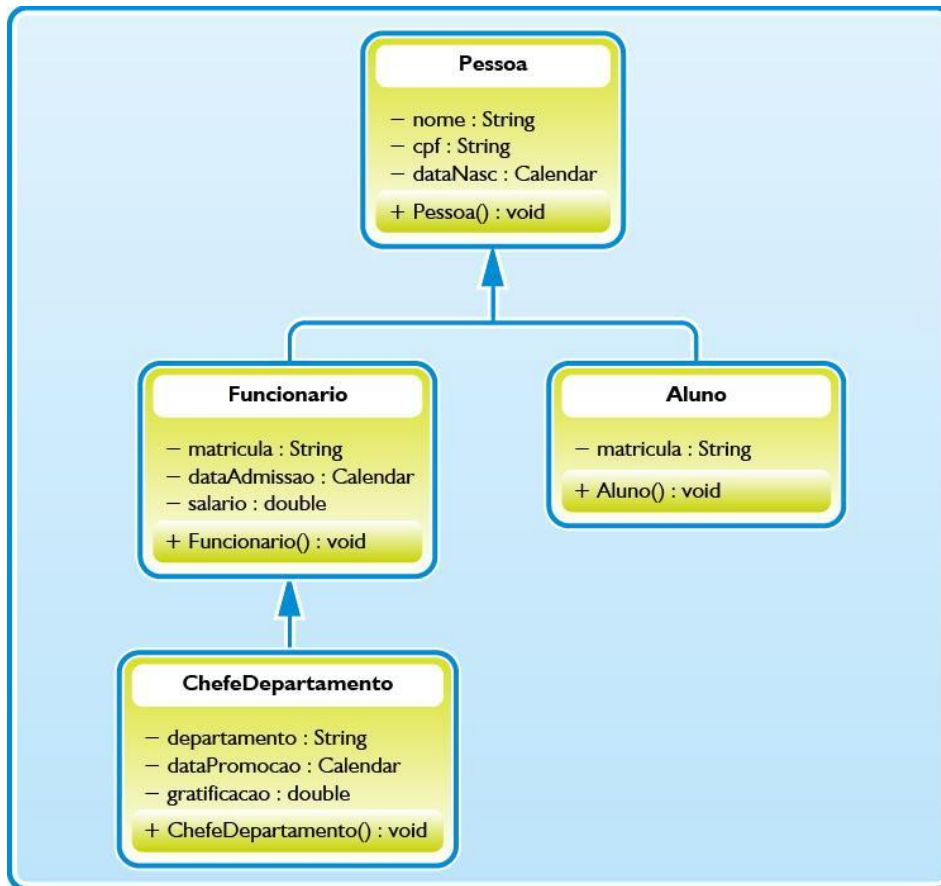 Pessoa
− nome : String
− cpf : String
− dataNasc : Calendar
+ Pessoa() : void
Funcionario
− matricula : String
− dataAdmissao : Calendar
− salario : double
+ Funcionario() : void
Aluno
− matricula : String
+ Aluno() : void
ChefeDepartamento
− departamento : String
− dataPromocao : Calendar
− gratificacao : double
+ ChefeDepartamento() : void